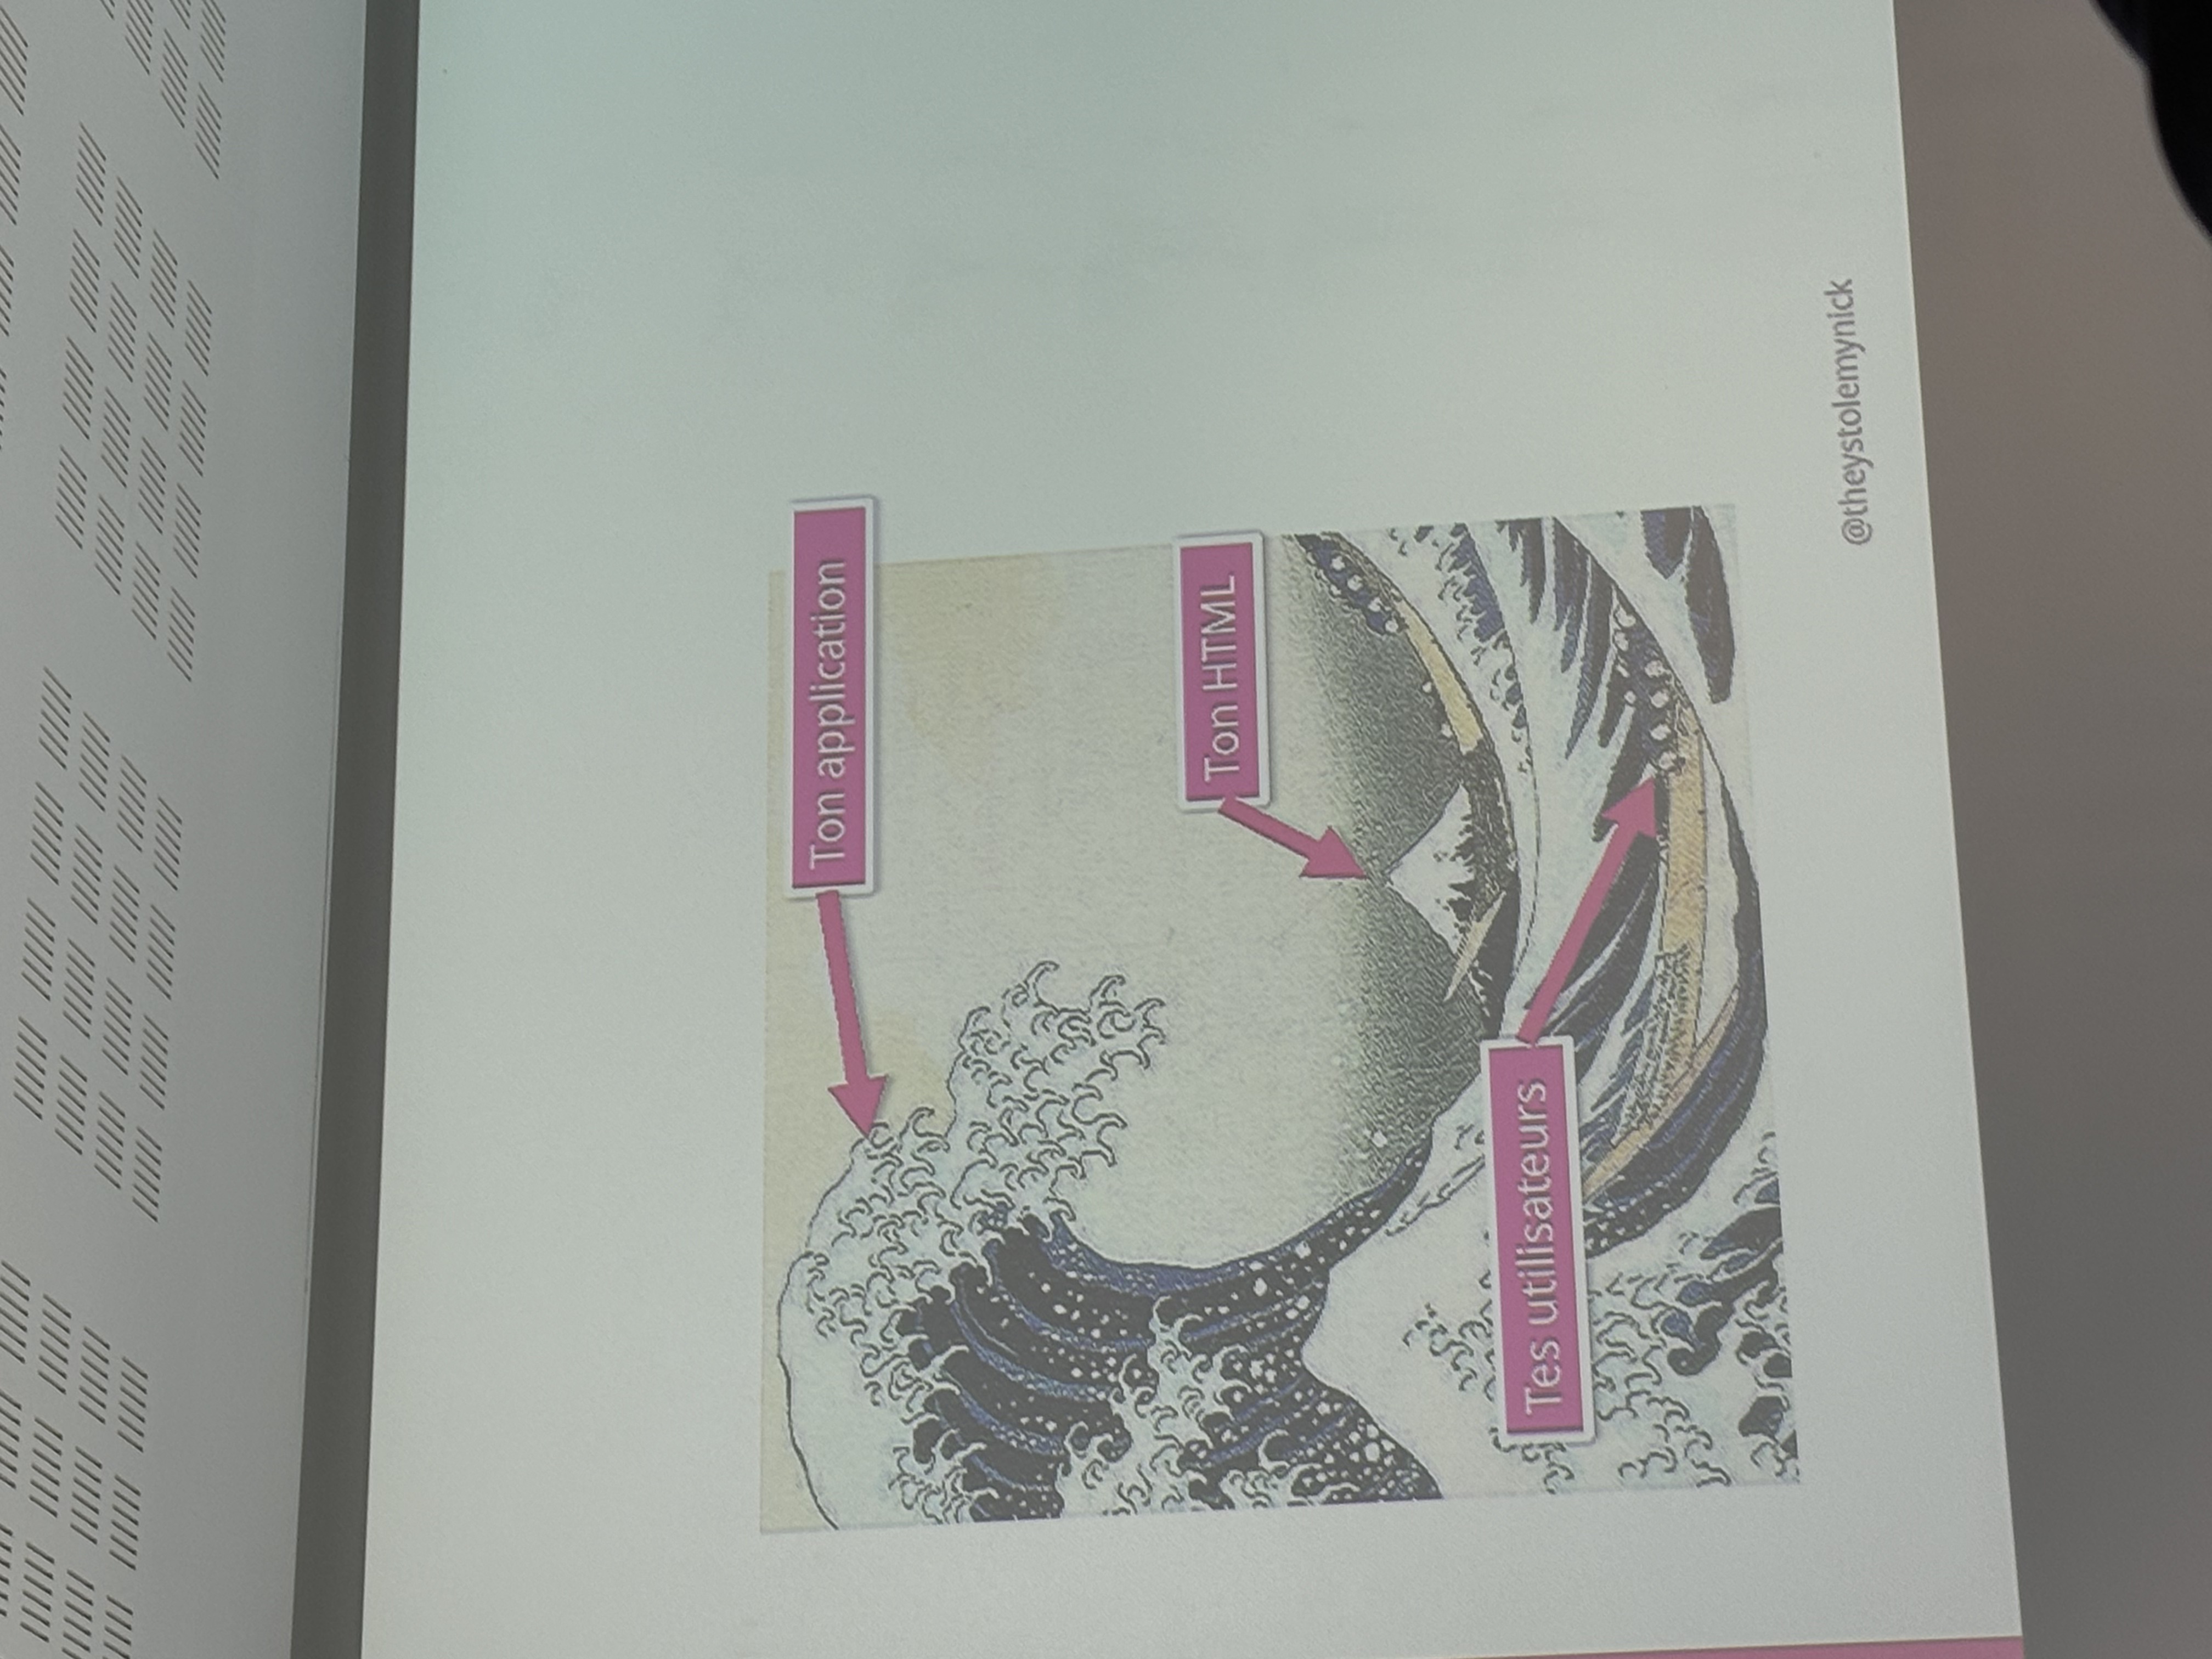 Ton application
Ton HTML
Tes utilisateurs
@theystolemynick